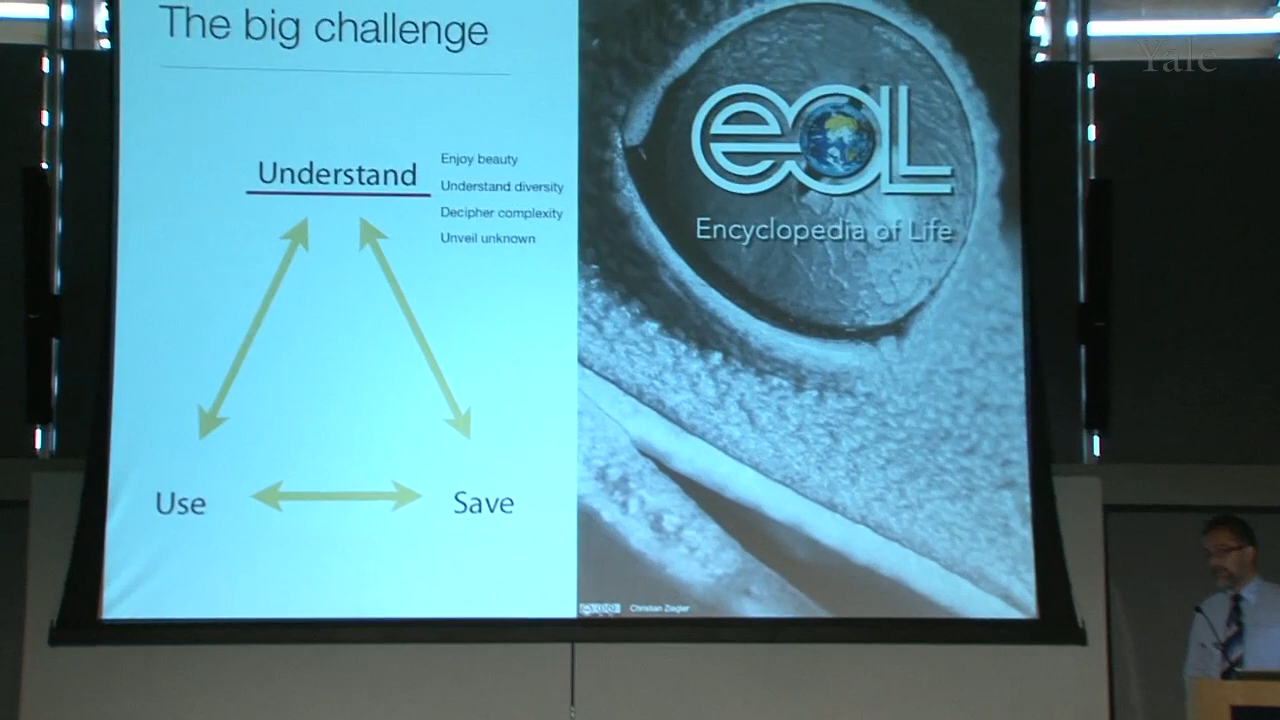 The big challenge
Understand
Enjoy beauty
Understand diversity
Decipher complexity
Unveil unknown
Use
Save
eOL
Encyclopedia of Life
Christian Ziegler
Yale